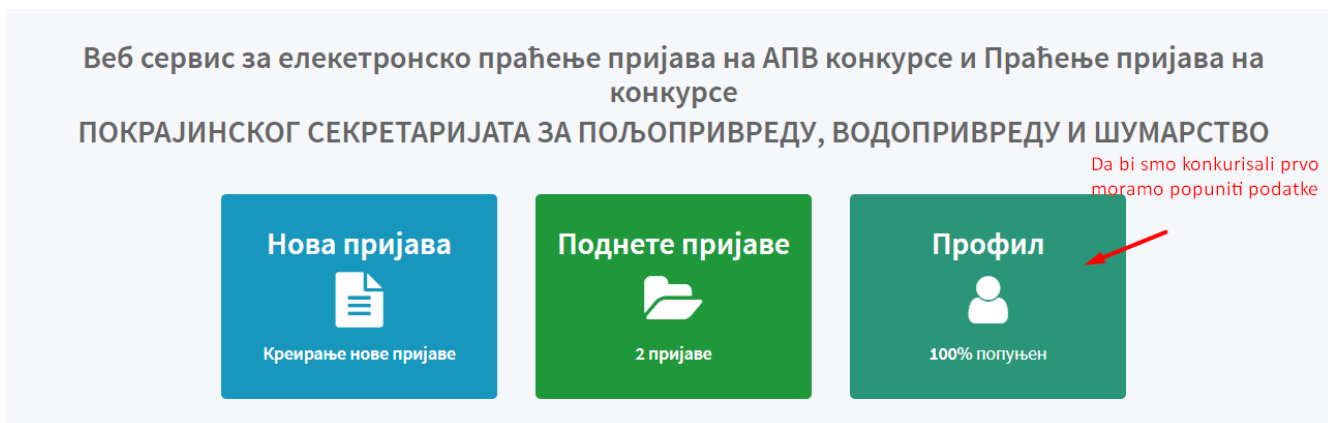 Веб сервис за елекетронско праћење пријава на АПВ конкурсе и Праћење пријава на
конкурсе
ПОКРАЈИНСКОГ СЕКРЕТАРИЈАТА ЗА ПОЉОПРИВРЕДУ, ВОДОПРИВРЕДУ И ШУМАРСТВО
Da bi smo konkurisali prvo
moramo popuniti podatke
Нова пријава
Креирање нове пријаве
Поднете пријаве
2 пријаве
Профил
100% попуњен